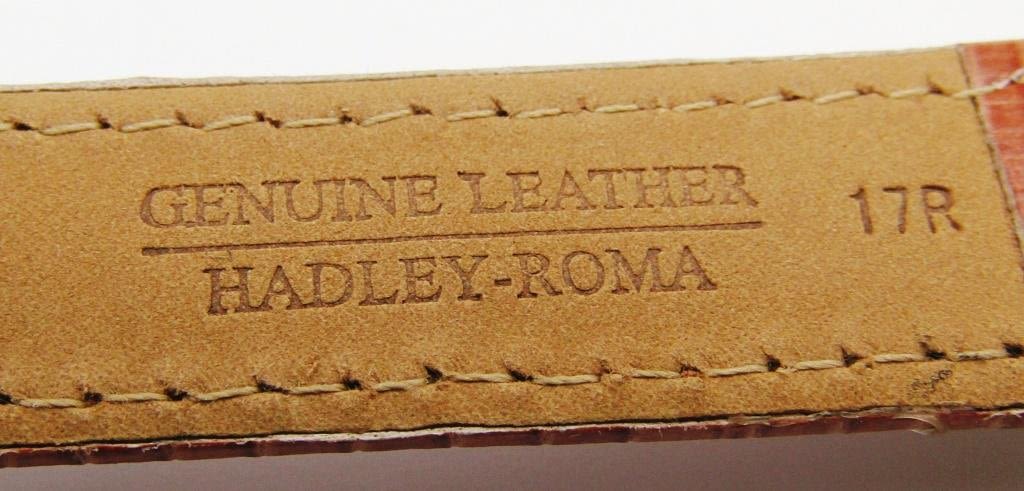 GENUINE LEATHER
HADLEY-ROMA
17R